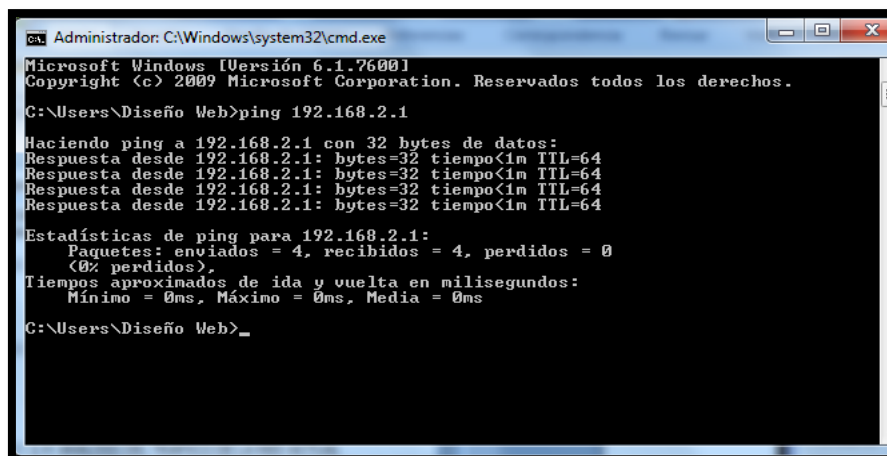 Administrador: C:\Windows\system32\cmd.exe
Microsoft Windows [Versión 6.1.7600]
Copyright (c) 2009 Microsoft Corporation. Reservados todos los derechos.
C:\Users\Diseño Web>ping 192.168.2.1
Haciendo ping a 192.168.2.1 con 32 bytes de datos:
Respuesta desde 192.168.2.1: bytes=32 tiempo<1m TTL=64
Respuesta desde 192.168.2.1: bytes=32 tiempo<1m TTL=64
Respuesta desde 192.168.2.1: bytes=32 tiempo<1m TTL=64
Respuesta desde 192.168.2.1: bytes=32 tiempo<1m TTL=64
Estadísticas de ping para 192.168.2.1:
Paquetes: enviados = 4, recibidos = 4, perdidos = 0
(0% perdidos),
Tiempos aproximados de ida y vuelta en milisegundos:
Mínimo = 0ms, Máximo = 0ms, Media = 0ms
C:\Users\Diseño Web>_